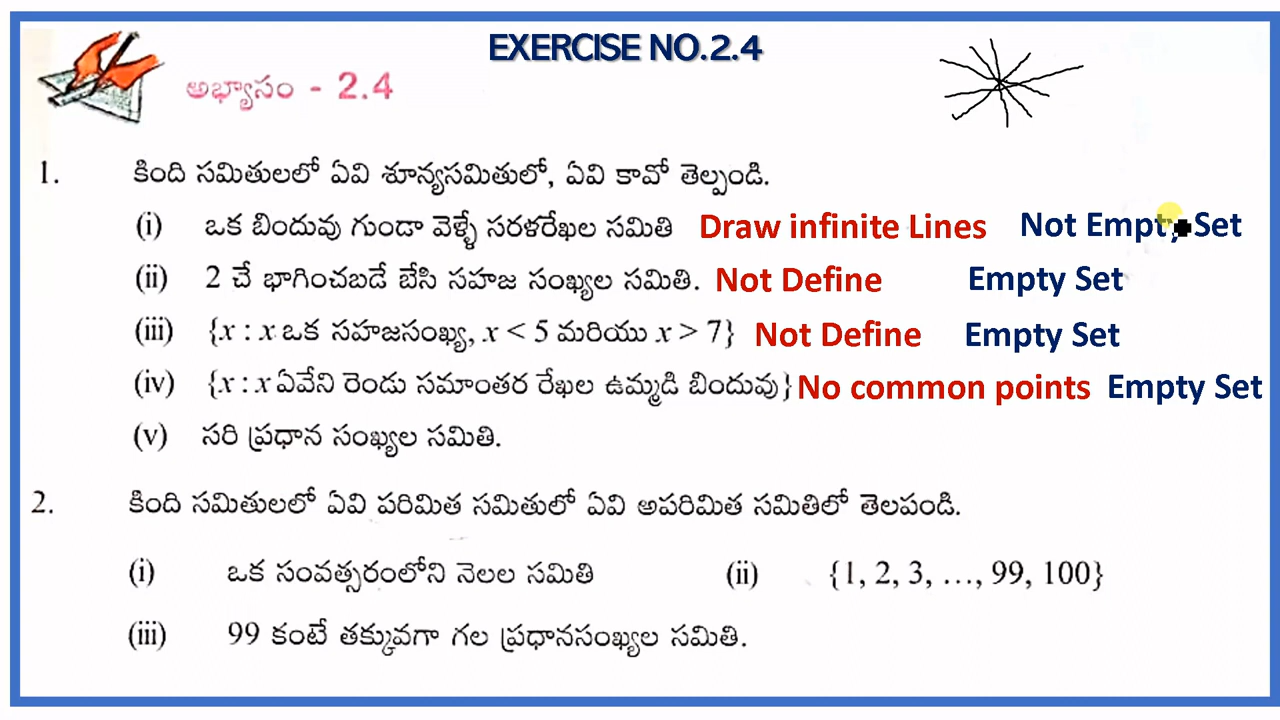 EXERCISE NO.2.4
అభ్యాసం - 2.4
1. కింది సమితులలో ఏవి శూన్యసమితులో, ఏవి కావో తెల్పండి.
(i) ఒక బిందువు గుండా వెళ్ళే సరళరేఖల సమితి Draw infinite Lines Not Empty Set
(ii) 2 చే భాగించబడే బేసి సహజ సంఖ్యల సమితి. Not Define Empty Set
(iii) {x : x ఒక సహజసంఖ్య, x < 5 మరియు x > 7} Not Define Empty Set
(iv) {x : x ఏవేని రెండు సమాంతర రేఖల ఉమ్మడి బిందువు} No common points Empty Set
(v) సరి ప్రధాన సంఖ్యల సమితి.
2. కింది సమితులలో ఏవి పరిమిత సమితులో ఏవి అపరిమిత సమితిలో తెలపండి.
(i) ఒక సంవత్సరంలోని నెలల సమితి (ii) {1, 2, 3, ..., 99, 100}
(iii) 99 కంటే తక్కువగా గల ప్రధానసంఖ్యల సమితి.